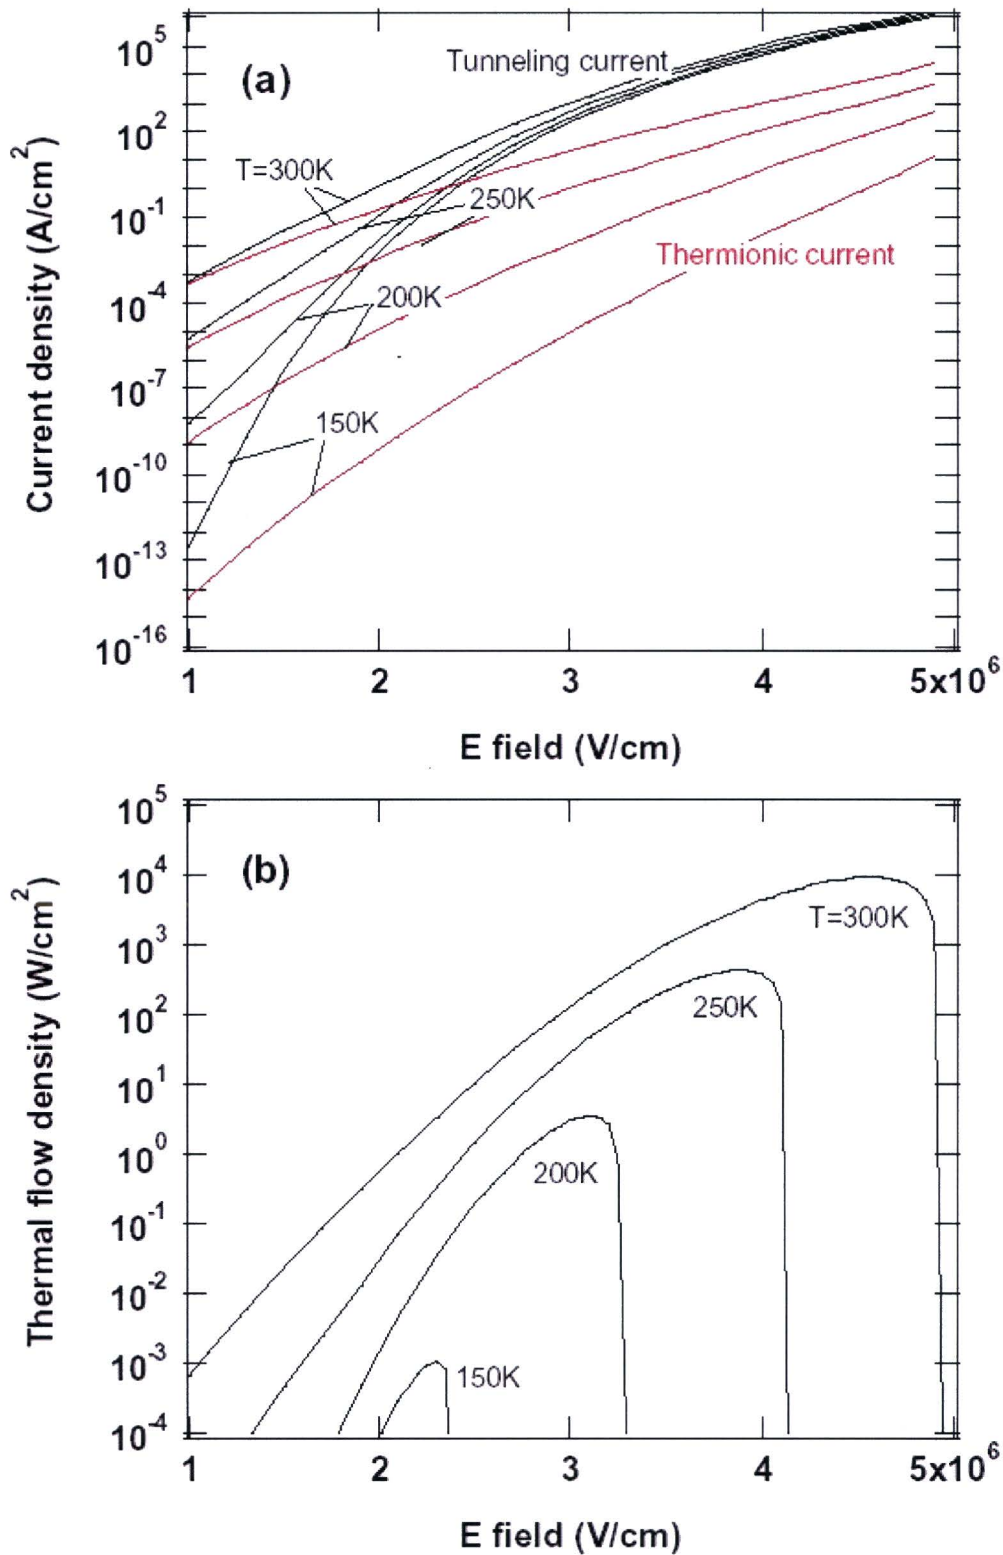 (a)
Tunneling current
10^5
10^2
T=300K
250K
10^-1
Thermionic current
10^-4
200K
10^-7
150K
10^-10
10^-13
10^-16
Current density (A/cm^2)
1 2 3 4 5x10^6
E field (V/cm)
10^5
(b)
10^4
T=300K
10^3
250K
10^2
10^1
10^0
200K
10^-1
10^-2
10^-3
150K
10^-4
Thermal flow density (W/cm^2)
1 2 3 4 5x10^6
E field (V/cm)